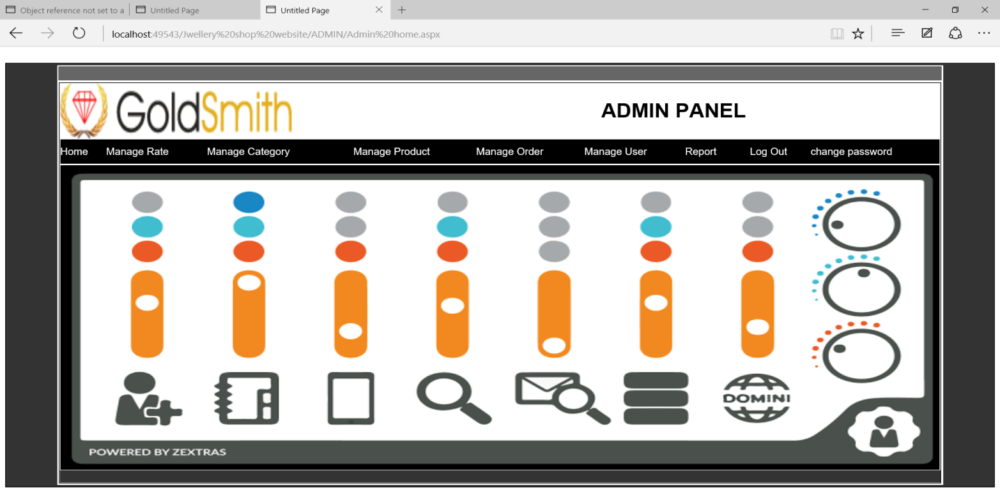 Object reference not set to a
Untitled Page
Untitled Page
localhost:49543/Jwellery%20shop%20website/ADMIN/Admin%20home.aspx
GoldSmith
ADMIN PANEL
Home Manage Rate Manage Category Manage Product Manage Order Manage User Report Log Out change password
DOMINI
POWERED BY ZEXTRAS